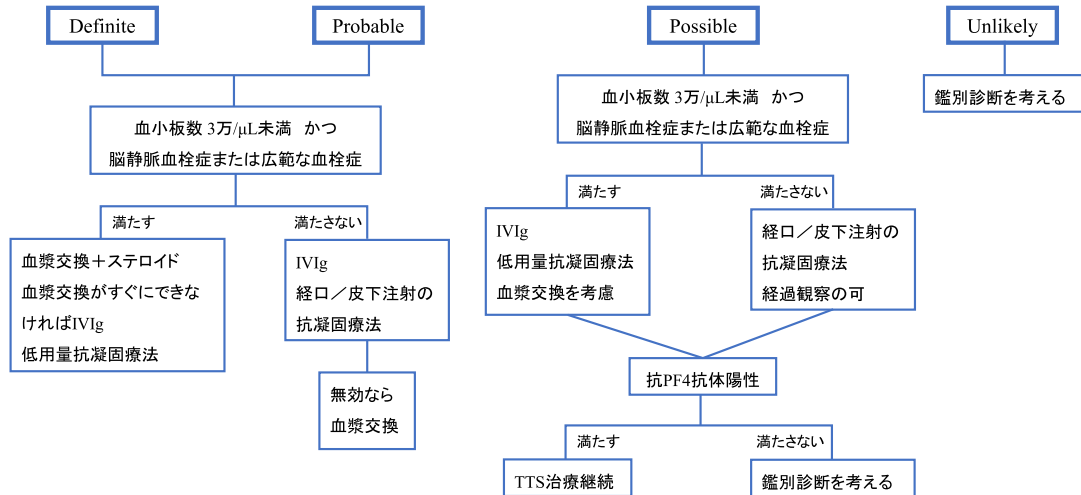 Definite
Probable
Possible
Unlikely
血小板数 3万/μL未満 かつ
脳静脈血栓症または広範な血栓症
満たす
満たさない
血漿交換＋ステロイド
血漿交換がすぐにできな
ければIVIg
低用量抗凝固療法
IVIg
経口／皮下注射の
抗凝固療法
無効なら
血漿交換
血小板数 3万/μL未満 かつ
脳静脈血栓症または広範な血栓症
満たす
満たさない
IVIg
低用量抗凝固療法
血漿交換を考慮
経口／皮下注射の
抗凝固療法
経過観察の可
抗PF4抗体陽性
満たす
満たさない
TTS治療継続
鑑別診断を考える
鑑別診断を考える